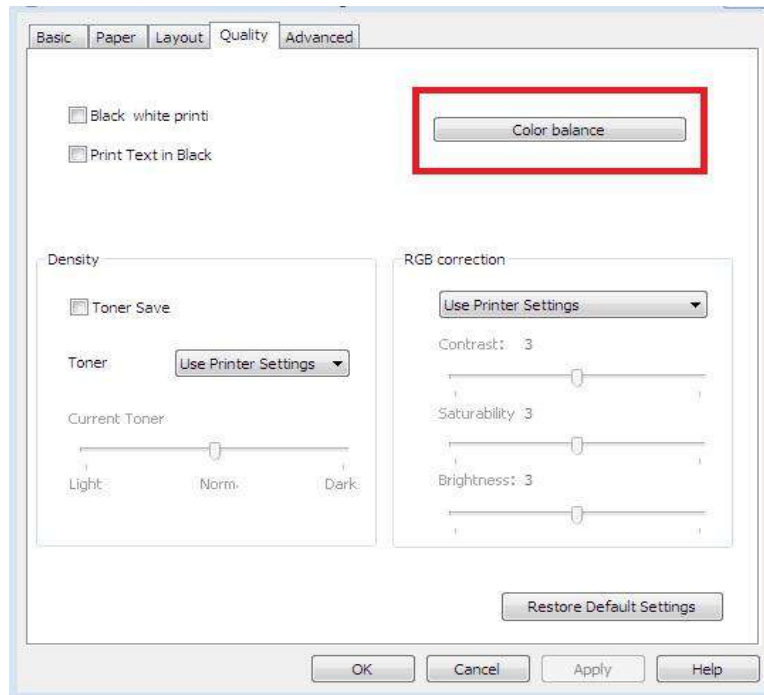 Basic Paper Layout Quality Advanced
Black white printi
Color balance
Print Text in Black
Density
RGB correction
Toner Save
Use Printer Settings
Contrast: 3
Toner Use Printer Settings
Current Toner
Saturability 3
Light Norm. Dark
Brightness: 3
Restore Default Settings
OK Cancel Apply Help